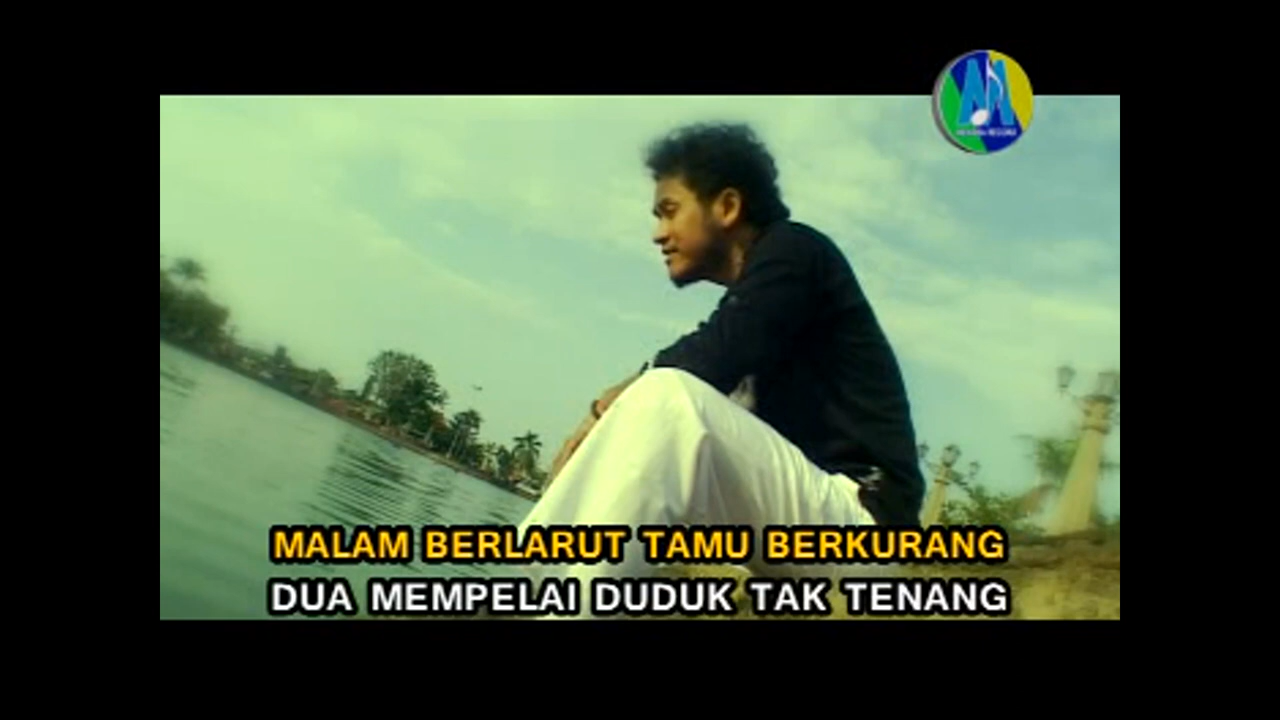 MALAM BERLARUT TAMU BERKURANG
DUA MEMPELAI DUDUK TAK TENANG